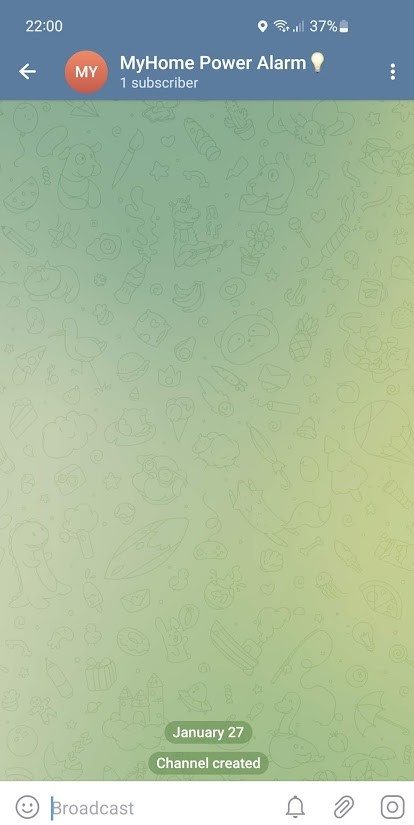 22:00 37%
MY MyHome Power Alarm💡
1 subscriber
January 27
Channel created
Broadcast